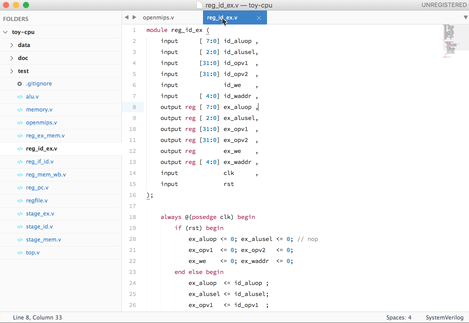 reg_id_ex.v — toy-cpu
UNREGISTERED
FOLDERS
toy-cpu
data
doc
test
.gitignore
alu.v
memory.v
openmips.v
reg_ex_mem.v
reg_id_ex.v
reg_if_id.v
reg_mem_wb.v
reg_pc.v
regfile.v
stage_ex.v
stage_id.v
stage_mem.v
top.v
openmips.v
reg_id_ex.v
1 module reg_id_ex (
2 input [ 7:0] id_aluop ,
3 input [ 2:0] id_alusel,
4 input [31:0] id_opv1 ,
5 input [31:0] id_opv2 ,
6 input id_we ,
7 input [ 4:0] id_waddr ,
8 output reg [ 7:0] ex_aluop ,
9 output reg [ 2:0] ex_alusel,
10 output reg [31:0] ex_opv1 ,
11 output reg [31:0] ex_opv2 ,
12 output reg ex_we ,
13 output reg [ 4:0] ex_waddr ,
14 input clk ,
15 input rst
16 );
17
18 always @(posedge clk) begin
19 if (rst) begin
20 ex_aluop <= 0; ex_alusel <= 0; // nop
21 ex_opv1 <= 0; ex_opv2 <= 0;
22 ex_we <= 0; ex_waddr <= 0;
23 end else begin
24 ex_aluop <= id_aluop ;
25 ex_alusel <= id_alusel;
26 ex_opv1 <= id_opv1 ;
Line 8, Column 33
Spaces: 4
SystemVerilog